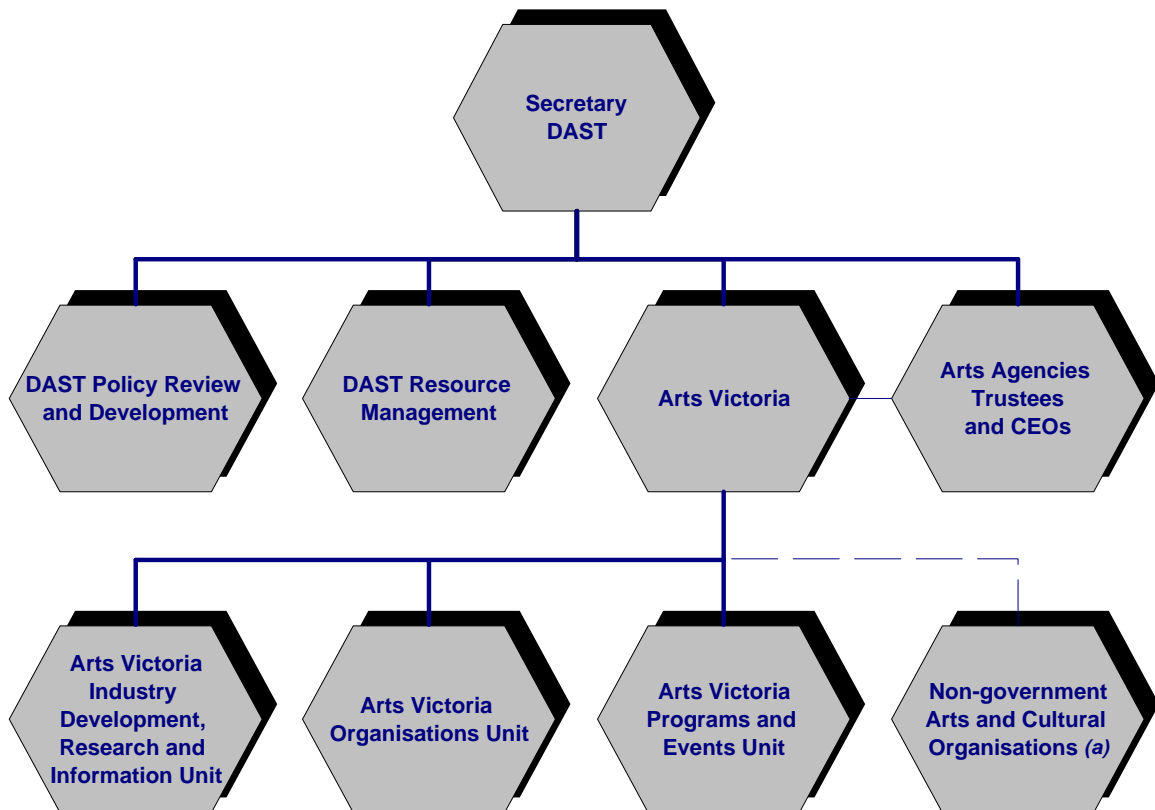 Secretary
DAST
DAST Policy Review
and Development
DAST Resource
Management
Arts Victoria
Arts Agencies
Trustees
and CEOs
Arts Victoria
Industry
Development,
Research and
Information Unit
Arts Victoria
Organisations Unit
Arts Victoria
Programs and
Events Unit
Non-government
Arts and Cultural
Organisations (a)